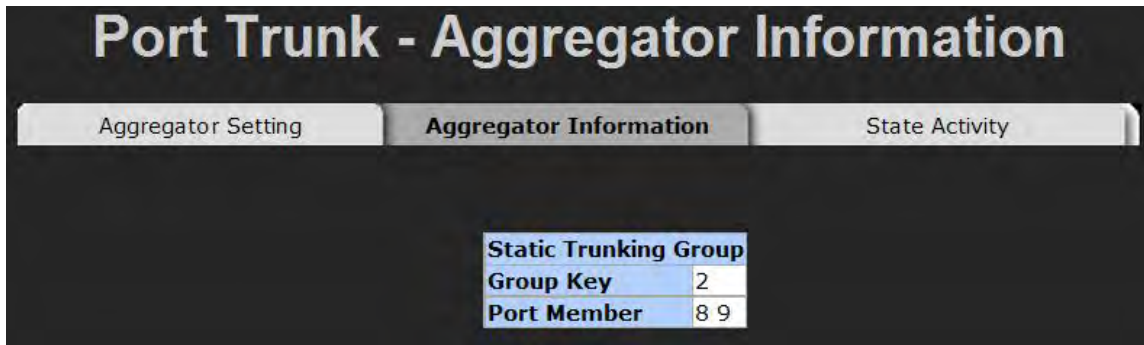 Port Trunk - Aggregator Information
Aggregator Setting Aggregator Information State Activity
Static Trunking Group
Group Key 2
Port Member 8 9